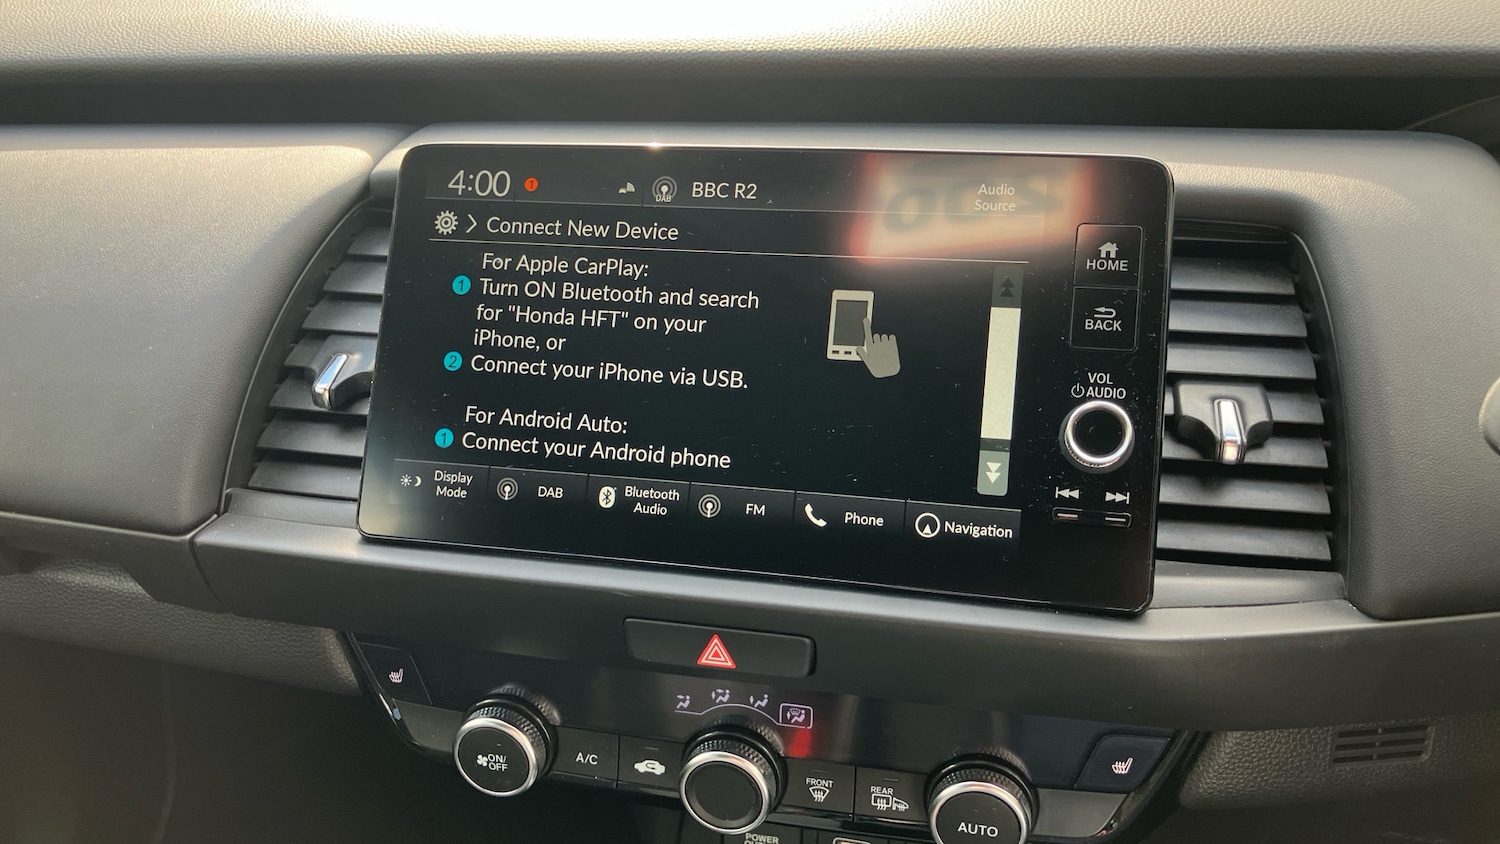 4:00
1
DAB
BBC R2
Audio
Source
Connect New Device
For Apple CarPlay:
1 Turn ON Bluetooth and search
for "Honda HFT" on your
iPhone, or
2 Connect your iPhone via USB.
For Android Auto:
1 Connect your Android phone
Display
Mode
DAB
Bluetooth
Audio
FM
Phone
Navigation
HOME
BACK
VOL
AUDIO
ON/
OFF
A/C
FRONT
REAR
AUTO
POWER